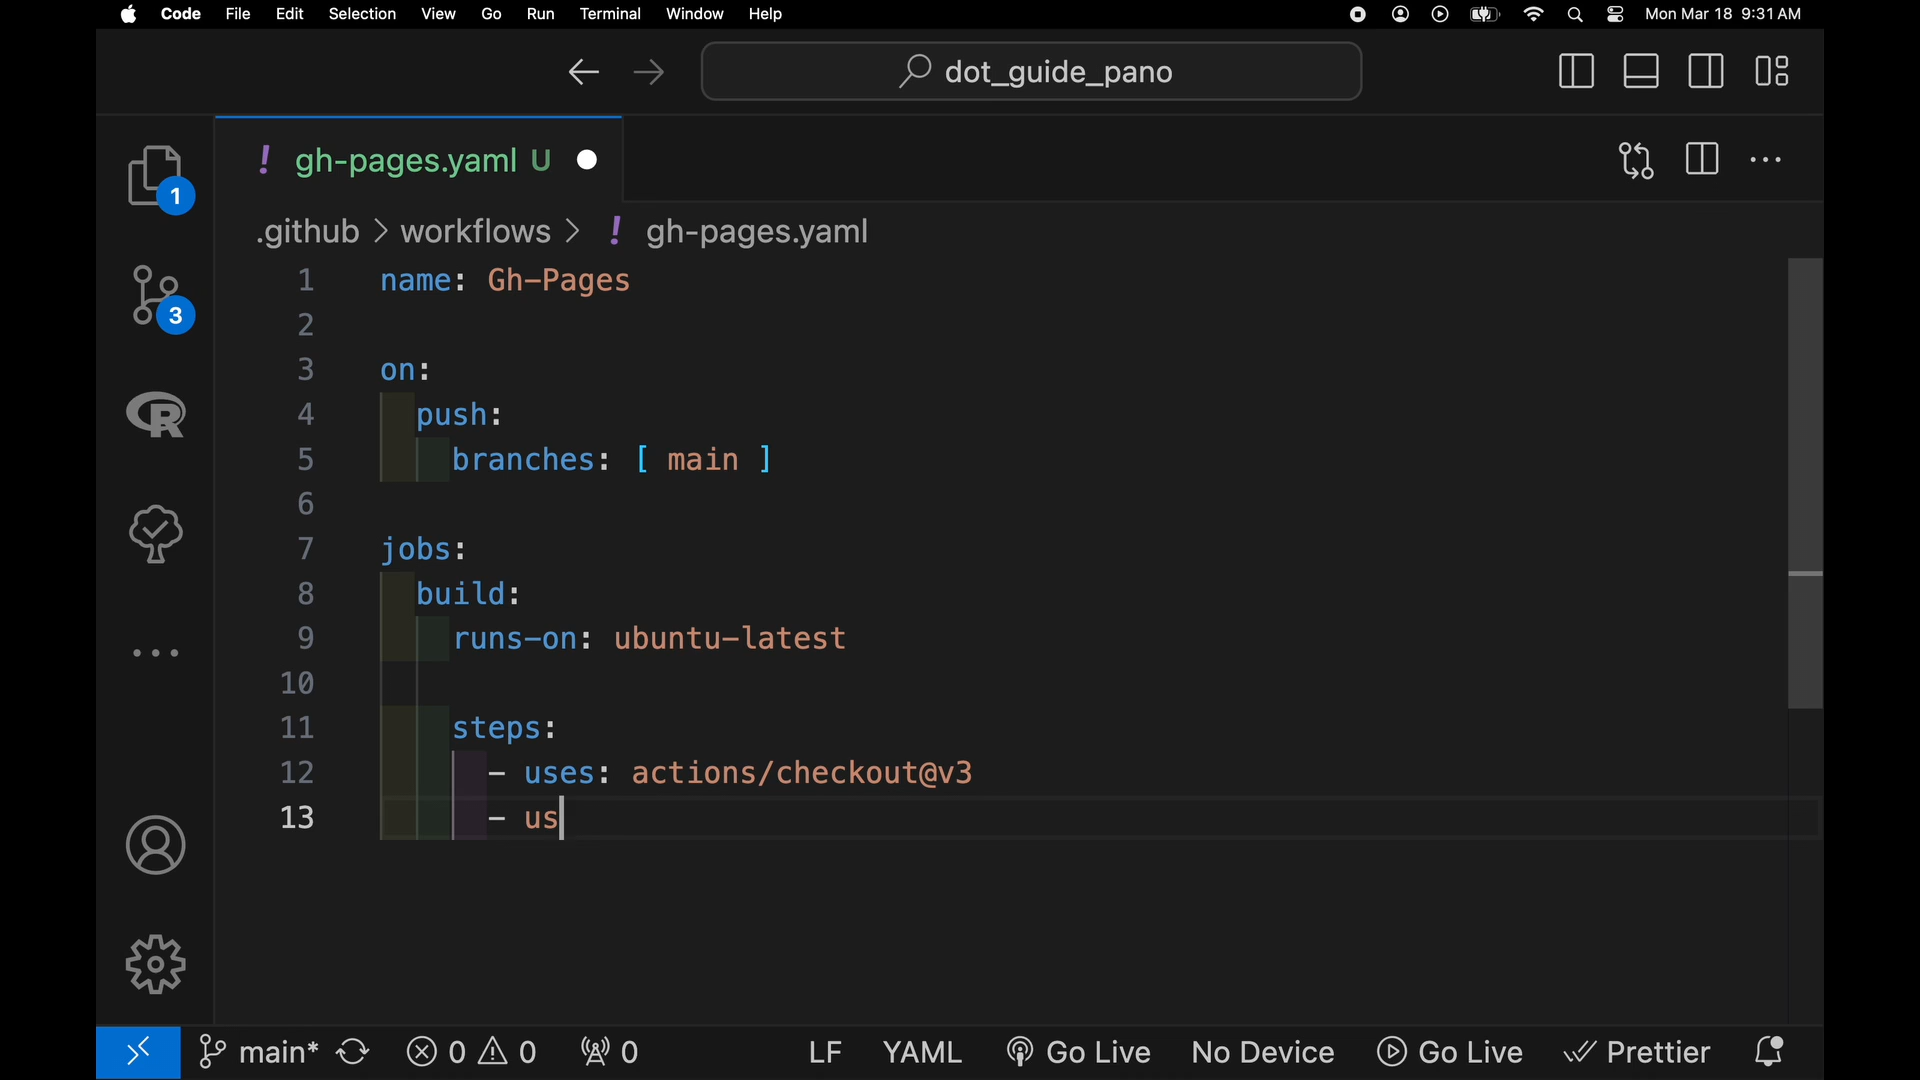 Code File Edit Selection View Go Run Terminal Window Help Mon Mar 18 9:31 AM
dot_guide_pano
! gh-pages.yaml U
.github > workflows > ! gh-pages.yaml
1
3
R
1 name: Gh-Pages
2
3 on:
4 push:
5 branches: [ main ]
6
7 jobs:
8 build:
9 runs-on: ubuntu-latest
10
11 steps:
12 - uses: actions/checkout@v3
13 - us
main* 0 0 0 LF YAML Go Live No Device Go Live Prettier